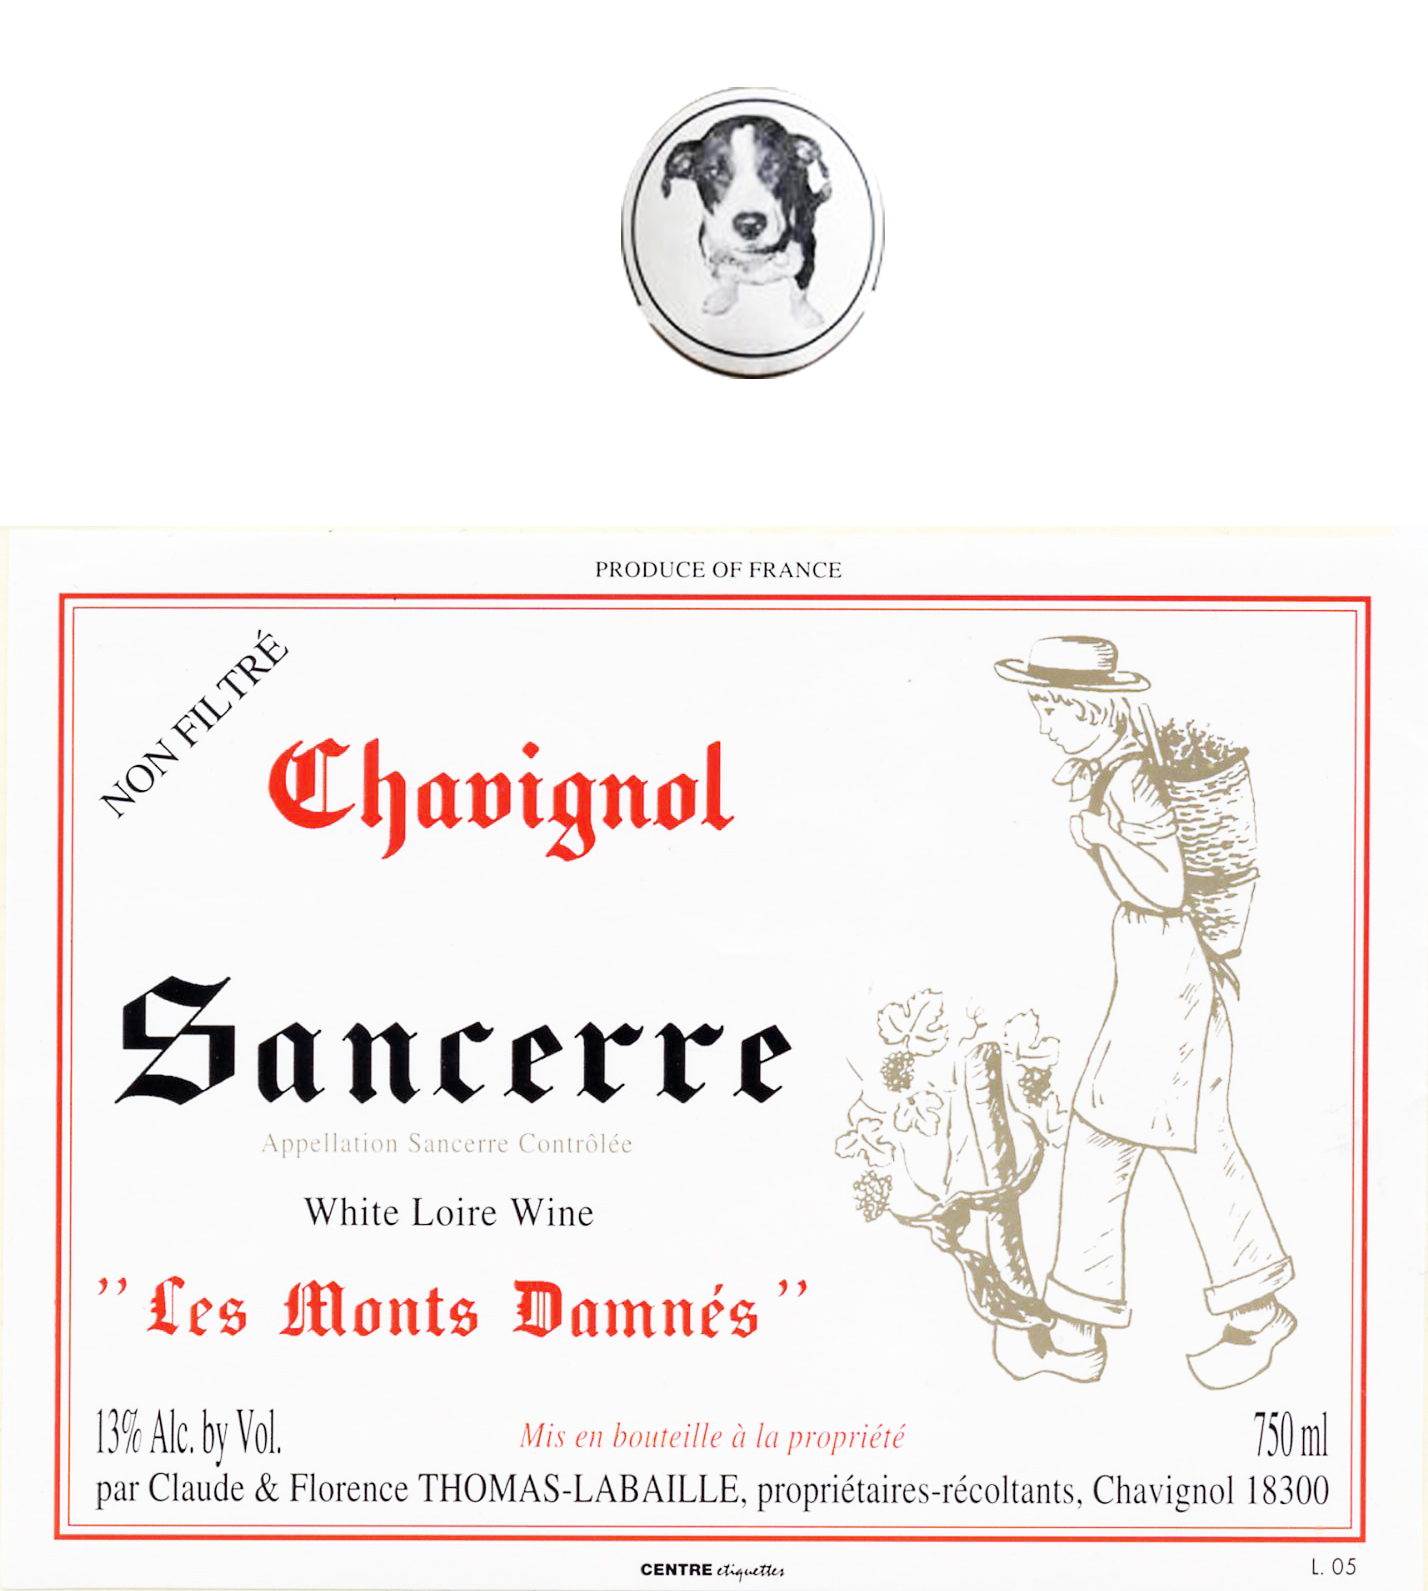 PRODUCE OF FRANCE
NON FILTRÉ
Chavignol
Sancerre
Appellation Sancerre Contrôlée
White Loire Wine
"Les Monts Damnés"
13% Alc. by Vol.
Mis en bouteille à la propriété
750 ml
par Claude & Florence THOMAS-LABAILLE, propriétaires-récoltants, Chavignol 18300
CENTRE etiquettes
L. 05